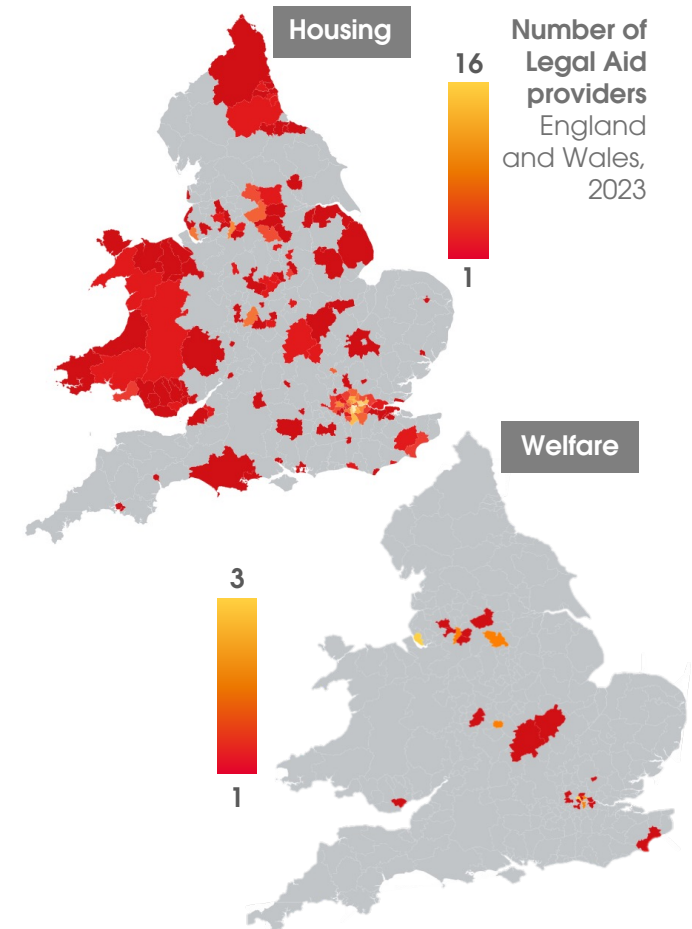 Housing
Number of
Legal Aid
providers
England
and Wales,
2023
16
1
Welfare
3
1